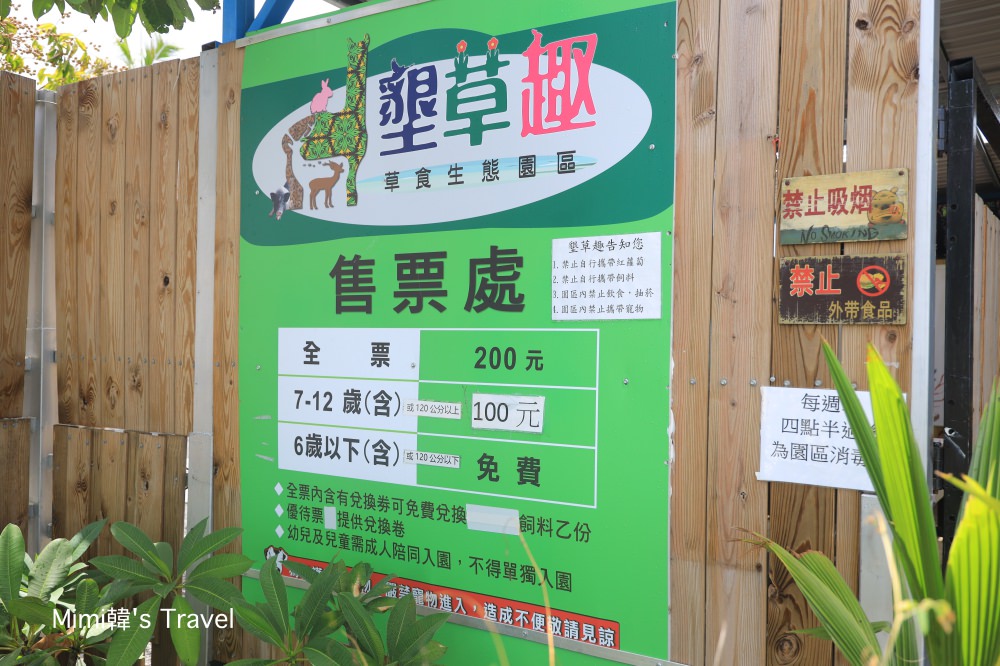 墾草趣
草食生態園區
售票處
墾草趣告知您
1. 禁止自行攜帶紅蘿蔔
2. 禁止自行攜帶飼料
3. 園區內禁止飲食、抽菸
4. 園區內禁止攜帶寵物
全票 200元
7-12 歲(含) 或120公分以上 100元
6歲以下(含) 或120公分以下 免費
全票內含有兌換券可免費兌換 飼料乙份
優待票 提供兌換卷
幼兒及兒童需成人陪同入園，不得單獨入園
嚴禁寵物進入，造成不便敬請見諒
禁止吸烟
NO SMOKING
禁止
外带食品
每週
四點半過
為園區消毒
Mimi韓's Travel